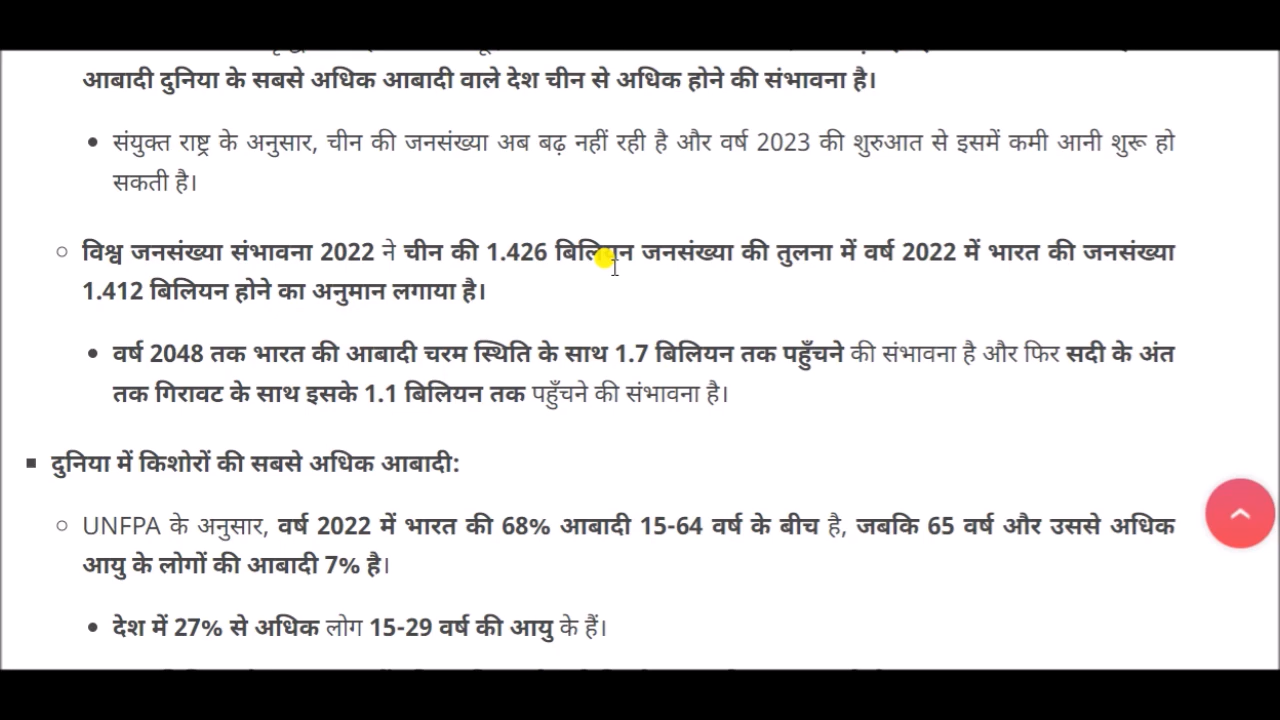 आबादी दुनिया के सबसे अधिक आबादी वाले देश चीन से अधिक होने की संभावना है।
संयुक्त राष्ट्र के अनुसार, चीन की जनसंख्या अब बढ़ नहीं रही है और वर्ष 2023 की शुरुआत से इसमें कमी आनी शुरू हो
सकती है।
विश्व जनसंख्या संभावना 2022 ने चीन की 1.426 बिलियन जनसंख्या की तुलना में वर्ष 2022 में भारत की जनसंख्या
1.412 बिलियन होने का अनुमान लगाया है।
वर्ष 2048 तक भारत की आबादी चरम स्थिति के साथ 1.7 बिलियन तक पहुँचने की संभावना है और फिर सदी के अंत
तक गिरावट के साथ इसके 1.1 बिलियन तक पहुँचने की संभावना है।
दुनिया में किशोरों की सबसे अधिक आबादी:
UNFPA के अनुसार, वर्ष 2022 में भारत की 68% आबादी 15-64 वर्ष के बीच है, जबकि 65 वर्ष और उससे अधिक
आयु के लोगों की आबादी 7% है।
देश में 27% से अधिक लोग 15-29 वर्ष की आयु के हैं।